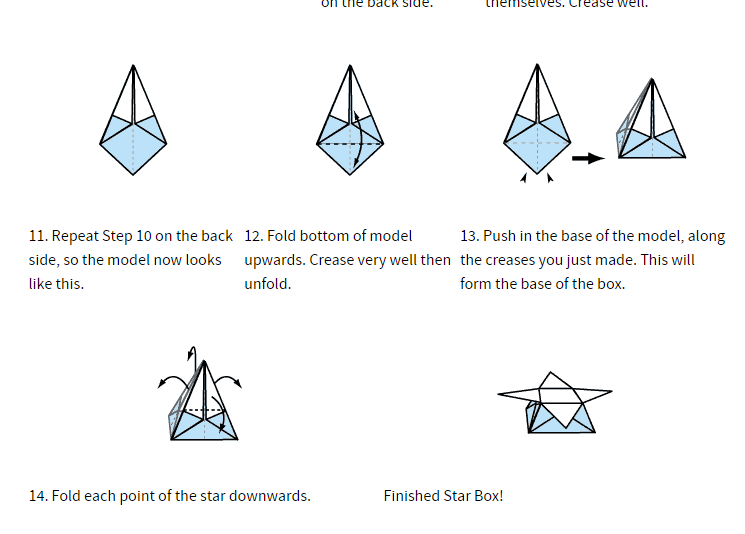 on the back side.
themselves. Crease well.
11. Repeat Step 10 on the back
side, so the model now looks
like this.
12. Fold bottom of model
upwards. Crease very well then
unfold.
13. Push in the base of the model, along
the creases you just made. This will
form the base of the box.
14. Fold each point of the star downwards.
Finished Star Box!